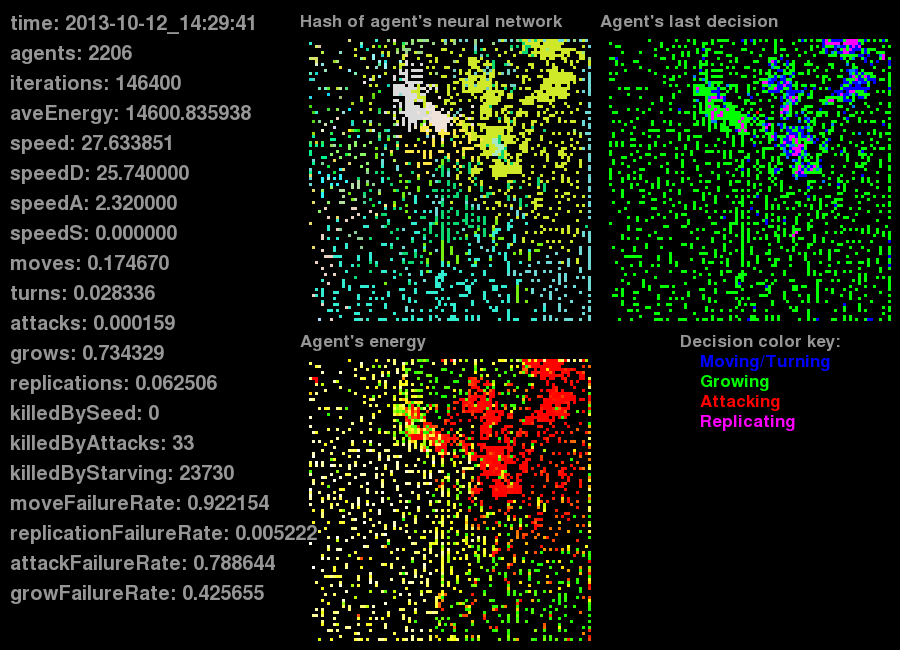 time: 2013-10-12_14:29:41
agents: 2206
iterations: 146400
aveEnergy: 14600.835938
speed: 27.633851
speedD: 25.740000
speedA: 2.320000
speedS: 0.000000
moves: 0.174670
turns: 0.028336
attacks: 0.000159
grows: 0.734329
replications: 0.062506
killedBySeed: 0
killedByAttacks: 33
killedByStarving: 23730
moveFailureRate: 0.922154
replicationFailureRate: 0.005222
attackFailureRate: 0.788644
growFailureRate: 0.425655
Hash of agent's neural network
Agent's last decision
Agent's energy
Decision color key:
Moving/Turning
Growing
Attacking
Replicating